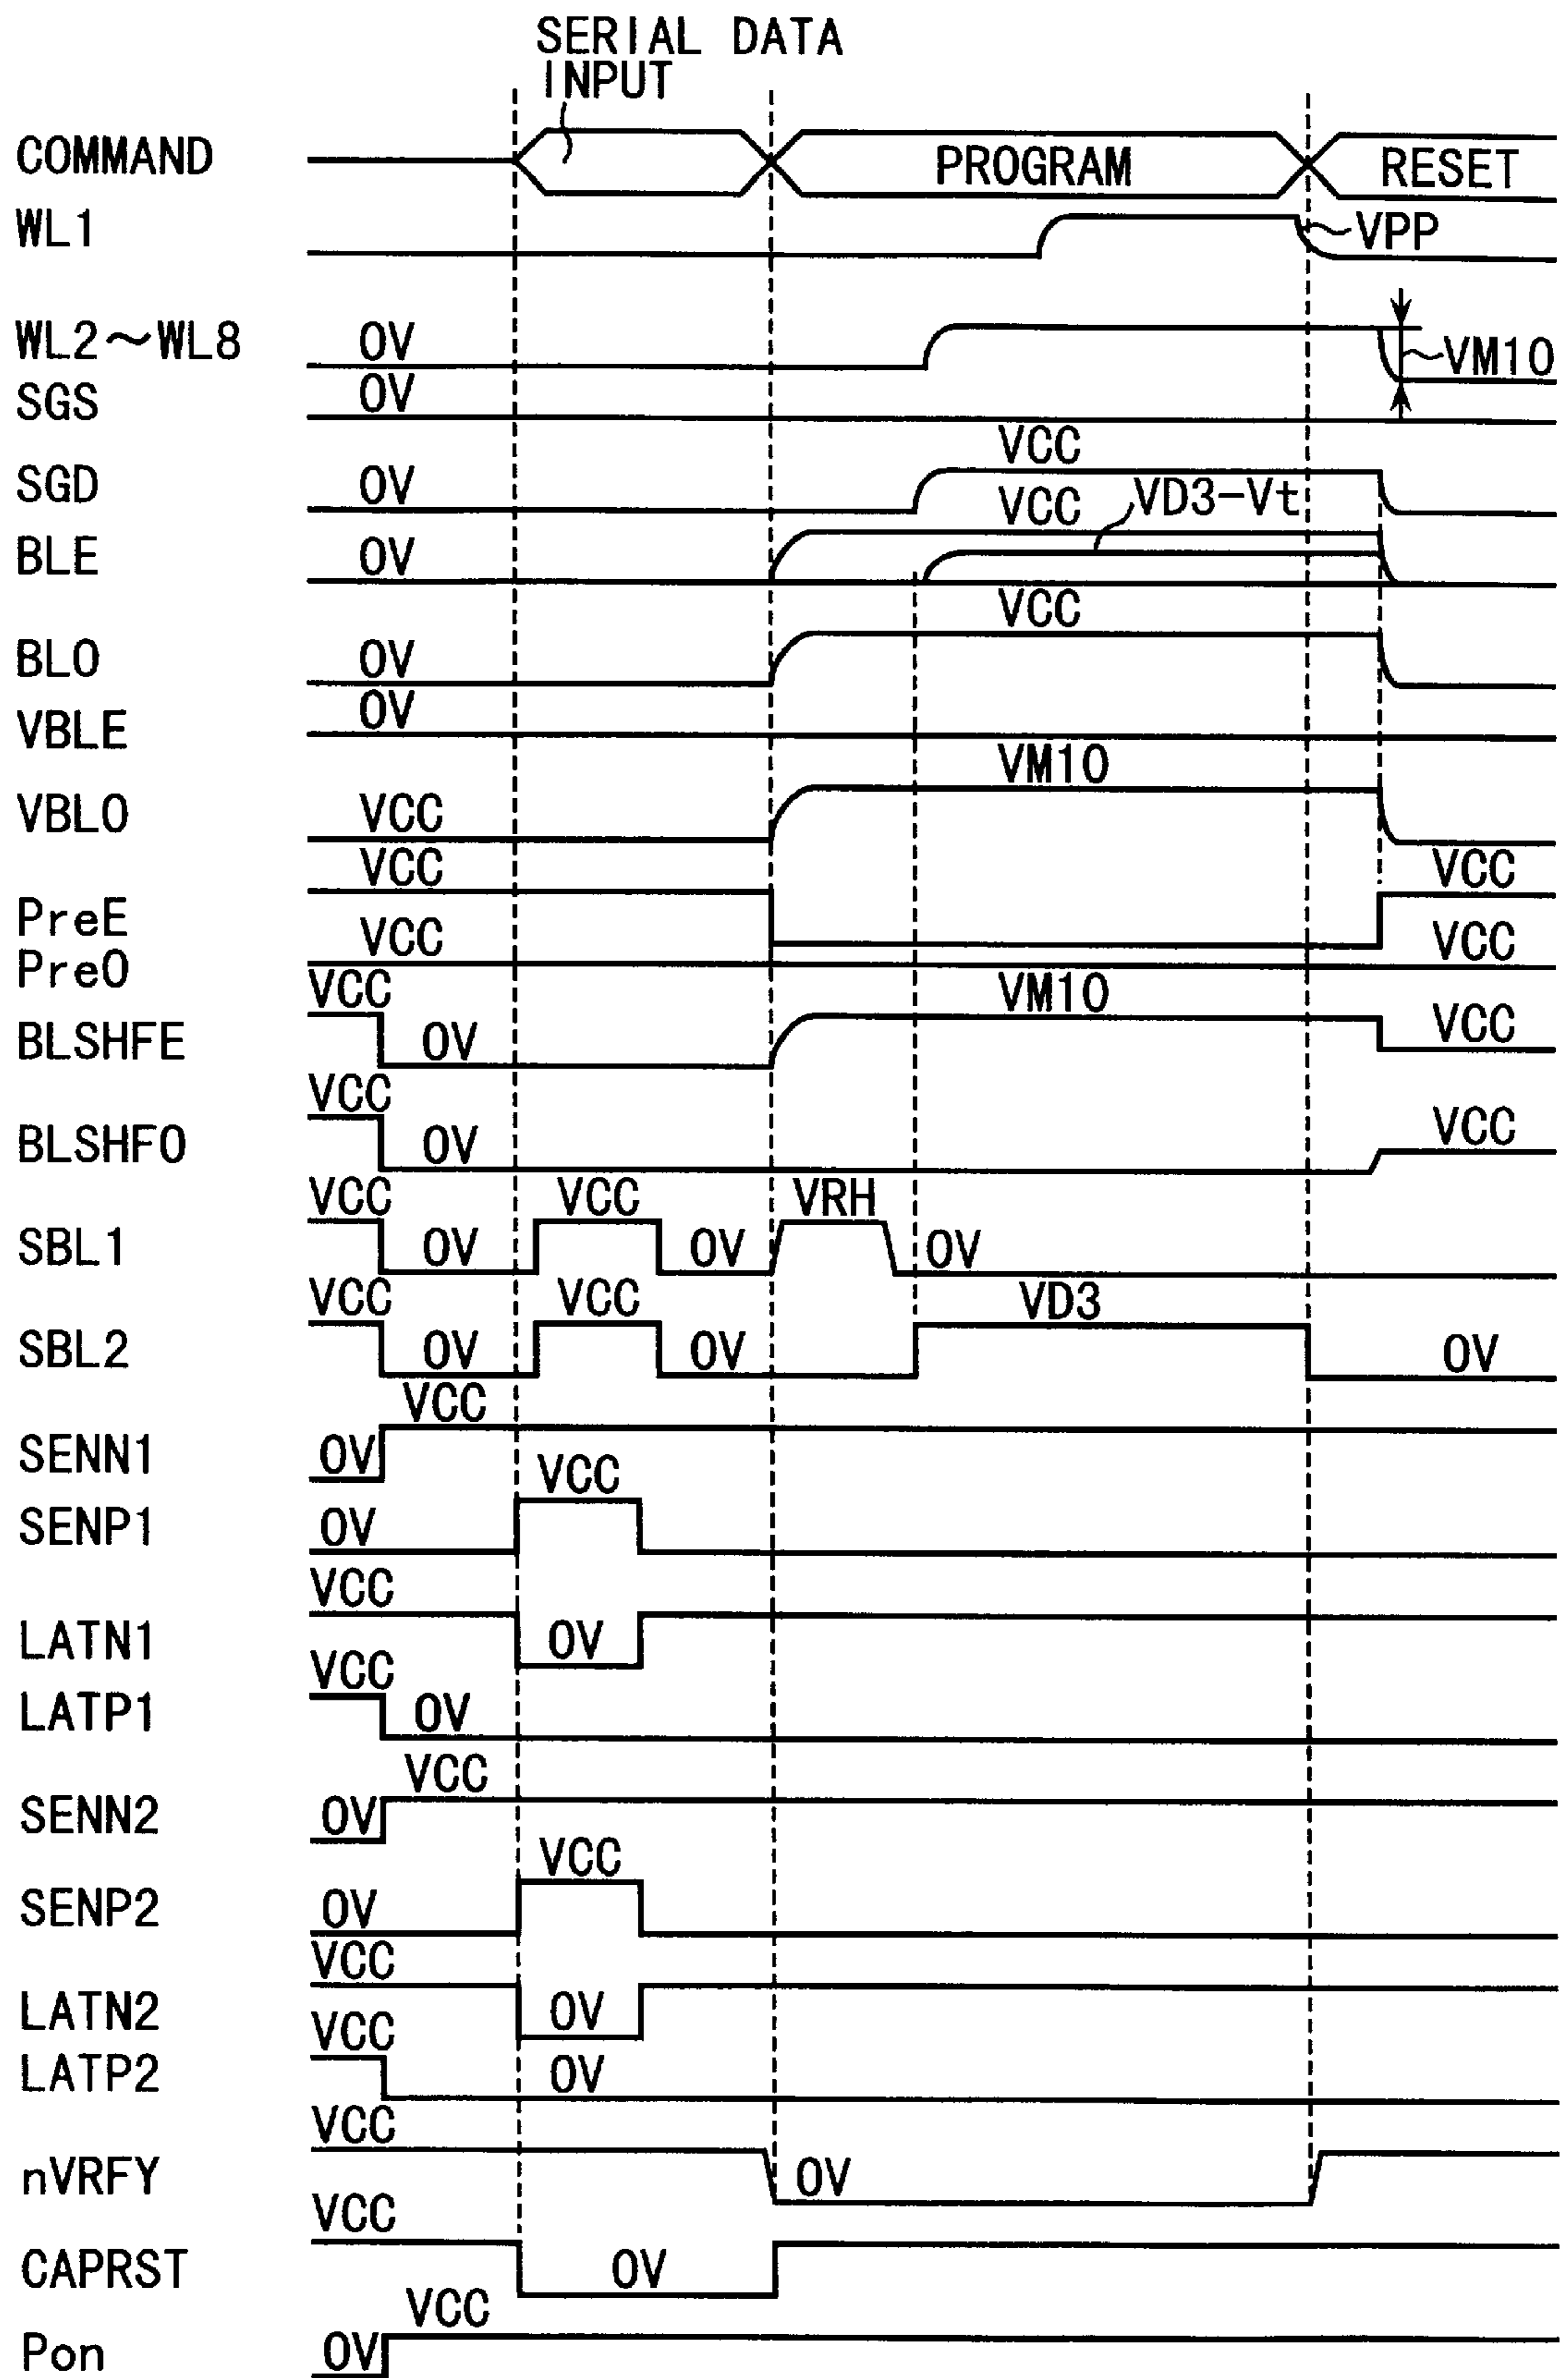 SERIAL DATA
INPUT
COMMAND PROGRAM RESET
WL1 VPP
WL2～WL8 0V VM10
SGS 0V
VCC
SGD 0V VD3-Vt
VCC
BLE 0V
VCC
BLO 0V
0V
VBLE
VM10
VBLO VCC
VCC VCC
PreE
VCC VCC
PreO
VCC VM10
BLSHFE 0V VCC
VCC
BLSHFO 0V VCC
VCC VCC VRH
SBL1 0V 0V 0V
VCC VCC VD3
SBL2 0V 0V 0V
VCC
SENN1 0V
VCC
SENP1 0V
VCC
LATN1 0V
VCC
LATP1 0V
VCC
SENN2 0V
VCC
SENP2 0V
VCC
LATN2 0V
VCC
LATP2 0V
VCC
nVRFY 0V
VCC
CAPRST 0V
VCC
Pon 0V